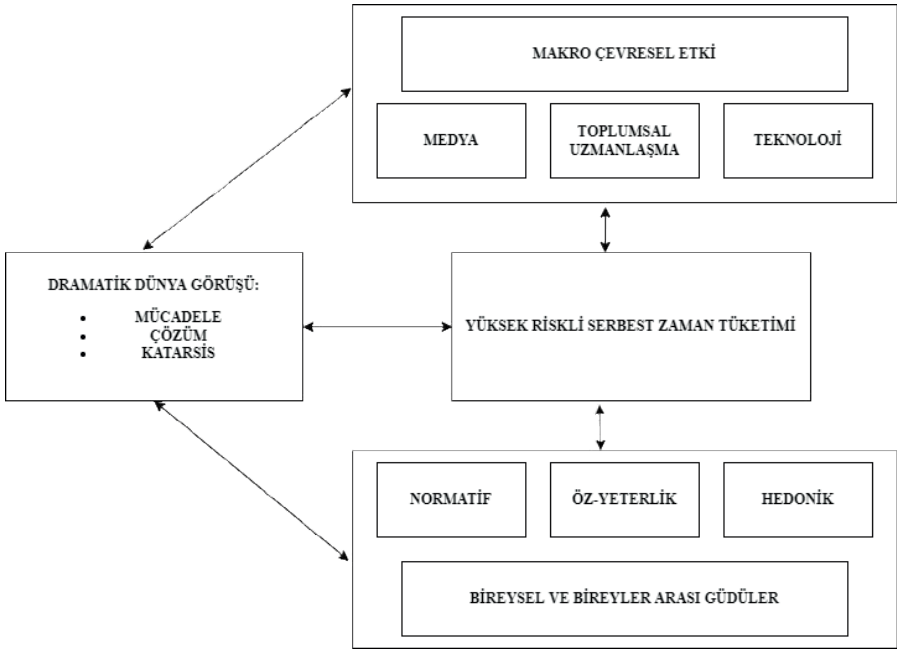 MAKRO ÇEVRESEL ETKİ
MEDYA
TOPLUMSAL
UZMANLAŞMA
TEKNOLOJİ
DRAMATİK DÜNYA GÖRÜŞÜ:
• MÜCADELE
• ÇÖZÜM
• KATARSİS
YÜKSEK RİSKLİ SERBEST ZAMAN TÜKETİMİ
NORMATİF
ÖZ-YETERLİK
HEDONİK
BİREYSEL VE BİREYLER ARASI GÜDÜLER